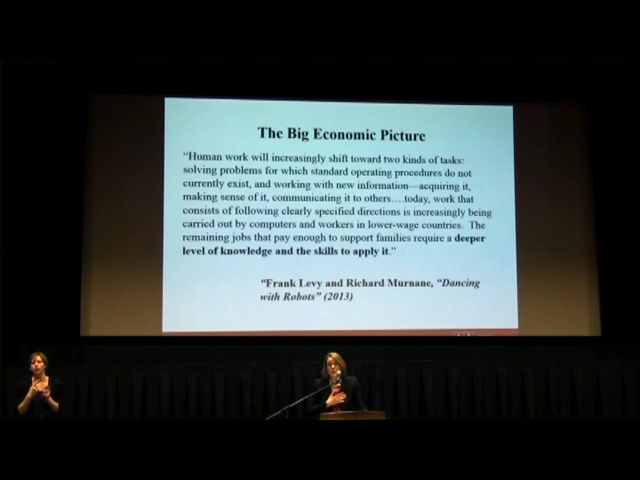 The Big Economic Picture
“Human work will increasingly shift toward two kinds of tasks:
solving problems for which standard operating procedures do not
currently exist, and working with new information—acquiring it,
making sense of it, communicating it to others….today, work that
consists of following clearly specified directions is increasingly being
carried out by computers and workers in lower-wage countries. The
remaining jobs that pay enough to support families require a deeper
level of knowledge and the skills to apply it.”
“Frank Levy and Richard Murnane, “Dancing
with Robots” (2013)